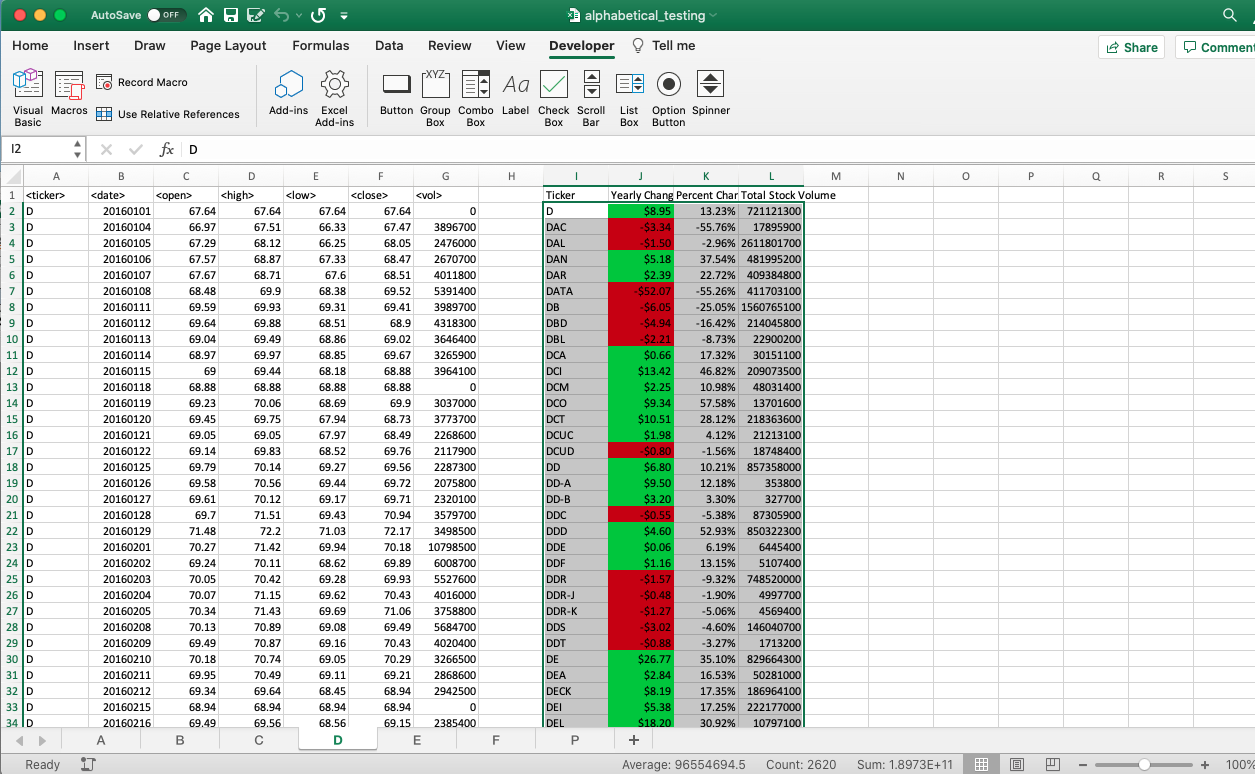 AutoSave OFF alphabetical_testing
Home Insert Draw Page Layout Formulas Data Review View Developer Tell me Share Comment
Visual Basic Macros Record Macro Use Relative References Add-ins Excel Add-ins Button Group Box XYZ Combo Box Aa Label Check Box Scroll Bar List Box Option Button Spinner
I2 fx D
A B C D E F G H I J K L M N O P Q R S
1 <ticker> <date> <open> <high> <low> <close> <vol> Ticker Yearly Chang Percent Char Total Stock Volume
2 D 20160101 67.64 67.64 67.64 67.64 0 D $8.95 13.23% 721121300
3 D 20160104 66.97 67.51 66.33 67.47 3896700 DAC -$3.34 -55.76% 17895900
4 D 20160105 67.29 68.12 66.25 68.05 2476000 DAL -$1.50 -2.96% 2611801700
5 D 20160106 67.57 68.87 67.33 68.47 2670700 DAN $5.18 37.54% 481995200
6 D 20160107 67.67 68.71 67.6 68.51 4011800 DAR $2.39 22.72% 409384800
7 D 20160108 68.48 69.9 68.38 69.52 5391400 DATA -$52.07 -55.26% 411703100
8 D 20160111 69.59 69.93 69.31 69.41 3989700 DB -$6.05 -25.05% 1560765100
9 D 20160112 69.64 69.88 68.51 68.9 4318300 DBD -$4.94 -16.42% 214045800
10 D 20160113 69.04 69.49 68.86 69.02 3646400 DBL -$2.21 -8.73% 22900200
11 D 20160114 68.97 69.97 68.85 69.67 3265900 DCA $0.66 17.32% 30151100
12 D 20160115 69 69.44 68.18 68.88 3964100 DCI $13.42 46.82% 209073500
13 D 20160118 68.88 68.88 68.88 68.88 0 DCM $2.25 10.98% 48031400
14 D 20160119 69.23 70.06 68.69 69.9 3037000 DCO $9.34 57.58% 13701600
15 D 20160120 69.45 69.75 67.94 68.73 3773700 DCT $10.51 28.12% 218363600
16 D 20160121 69.05 69.05 67.97 68.49 2268600 DCUC $1.98 4.12% 21213100
17 D 20160122 69.14 69.83 68.52 69.76 2117900 DCUD -$0.80 -1.56% 18748400
18 D 20160125 69.79 70.14 69.27 69.56 2287300 DD $6.80 10.21% 857358000
19 D 20160126 69.58 70.56 69.44 69.72 2075800 DD-A $9.50 12.18% 353800
20 D 20160127 69.61 70.12 69.17 69.71 2320100 DD-B $3.20 3.30% 327700
21 D 20160128 69.7 71.51 69.43 70.94 3579700 DDC -$0.55 -5.38% 87305900
22 D 20160129 71.48 72.2 71.03 72.17 3498500 DDD $4.60 52.93% 850322300
23 D 20160201 70.27 71.42 69.94 70.18 10798500 DDE $0.06 6.19% 6445400
24 D 20160202 69.24 70.11 68.62 69.89 6008700 DDF $1.16 13.15% 5107400
25 D 20160203 70.05 70.42 69.28 69.93 5527600 DDR -$1.57 -9.32% 748520000
26 D 20160204 70.07 71.15 69.62 70.43 4016000 DDR-J -$0.48 -1.90% 4997700
27 D 20160205 70.34 71.43 69.69 71.06 3758800 DDR-K -$1.27 -5.06% 4569400
28 D 20160208 70.13 70.89 69.08 69.49 5684700 DDS -$3.02 -4.60% 146040700
29 D 20160209 69.49 70.87 69.16 70.43 4020400 DDT -$0.88 -3.27% 1713200
30 D 20160210 70.18 70.74 69.05 70.29 3266500 DE $26.77 35.10% 829664300
31 D 20160211 69.95 70.49 69.11 69.21 2868600 DEA $2.84 16.53% 50281000
32 D 20160212 69.34 69.64 68.45 68.94 2942500 DECK $8.19 17.35% 186964100
33 D 20160215 68.94 68.94 68.94 68.94 0 DEI $5.38 17.25% 222177000
34 D 20160216 69.49 69.56 68.56 69.15 2385400 DEL $18.20 30.92% 10797100
A B C D E F P +
Ready Average: 96554694.5 Count: 2620 Sum: 1.8973E+11 100%